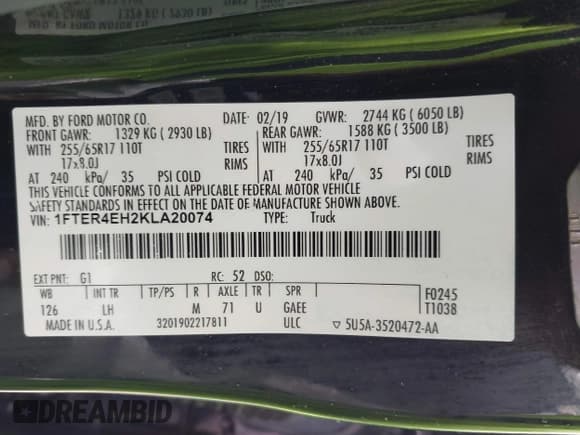 MFD. BY FORD MOTOR CO. DATE: 02/19 GVWR: 2744 KG ( 6050 LB)
FRONT GAWR: 1329 KG ( 2930 LB) REAR GAWR: 1588 KG ( 3500 LB)
WITH 255/65R17 110T TIRES WITH 255/65R17 110T TIRES
17x8.0J RIMS 17x8.0J RIMS
AT 240 kPa/ 35 PSI COLD AT 240 kPa/ 35 PSI COLD
THIS VEHICLE CONFORMS TO ALL APPLICABLE FEDERAL MOTOR VEHICLE
SAFETY STANDARDS IN EFFECT ON THE DATE OF MANUFACTURE SHOWN ABOVE.
VIN: 1FTER4EH2KLA20074 TYPE: Truck
EXT PNT: G1 RC: 52 DSO:
WB INT TR TP/PS R AXLE TR SPR F0245
126 LH M 71 U GAEE T1038
MADE IN U.S.A. 3201902217811 ULC ▽ 5U5A-3520472-AA
DREAMBID